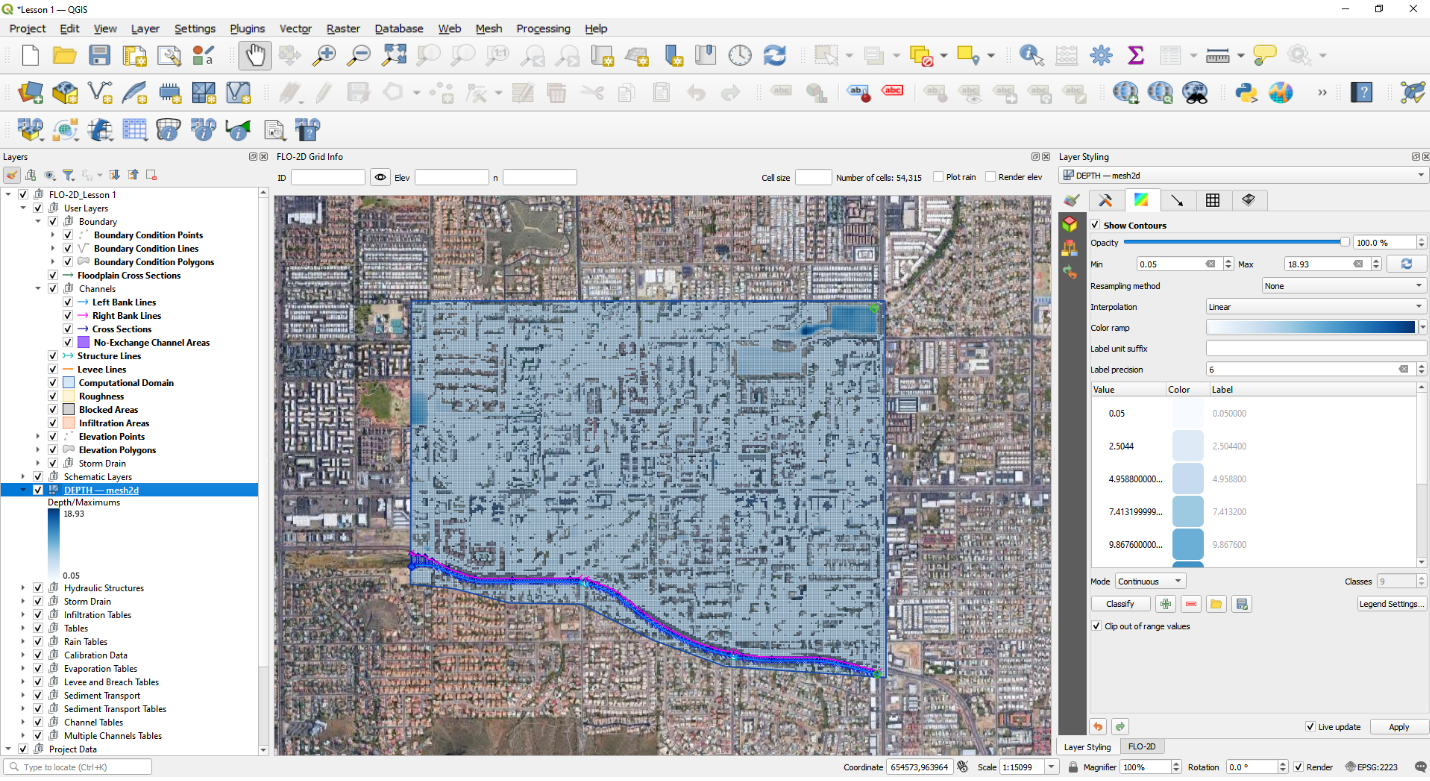 *Lesson 1 — QGIS
Project Edit View Layer Settings Plugins Vector Raster Database Web Mesh Processing Help
Layers
FLO-2D_Lesson 1
User Layers
Boundary
Boundary Condition Points
Boundary Condition Lines
Boundary Condition Polygons
Floodplain Cross Sections
Channels
Left Bank Lines
Right Bank Lines
Cross Sections
No-Exchange Channel Areas
Structure Lines
Levee Lines
Computational Domain
Roughness
Blocked Areas
Infiltration Areas
Elevation Points
Elevation Polygons
Storm Drain
Schematic Layers
DEPTH — mesh2d
Depth/Maximums
18.93
0.05
Hydraulic Structures
Storm Drain
Infiltration Tables
Tables
Rain Tables
Calibration Data
Evaporation Tables
Levee and Breach Tables
Sediment Transport
Sediment Transport Tables
Channel Tables
Multiple Channels Tables
Project Data
FLO-2D Grid Info
ID Elev n Cell size Number of cells: 54,315 Plot rain Render elev
Layer Styling
DEPTH — mesh2d
Show Contours
Opacity 100.0 %
Min 0.05 Max 18.93
Resampling method None
Interpolation Linear
Color ramp
Label unit suffix
Label precision 6
Value Color Label
0.05 0.050000
2.5044 2.504400
4.958800000... 4.958800
7.413199999... 7.413200
9.867600000... 9.867600
Mode Continuous Classes 9
Classify Legend Settings...
Clip out of range values
Live update Apply
Layer Styling FLO-2D
Type to locate (Ctrl+K) Coordinate 654573,963964 Scale 1:15099 Magnifier 100% Rotation 0.0 ° Render EPSG:2223